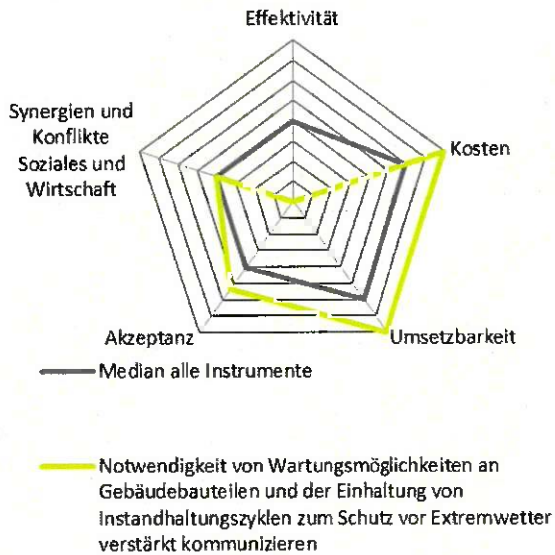 Effektivität
Synergien und
Konflikte
Soziales und
Wirtschaft
Kosten
Akzeptanz
Umsetzbarkeit
Median alle Instrumente
Notwendigkeit von Wartungsmöglichkeiten an
Gebäudebauteilen und der Einhaltung von
Instandhaltungszyklen zum Schutz vor Extremwetter
verstärkt kommunizieren